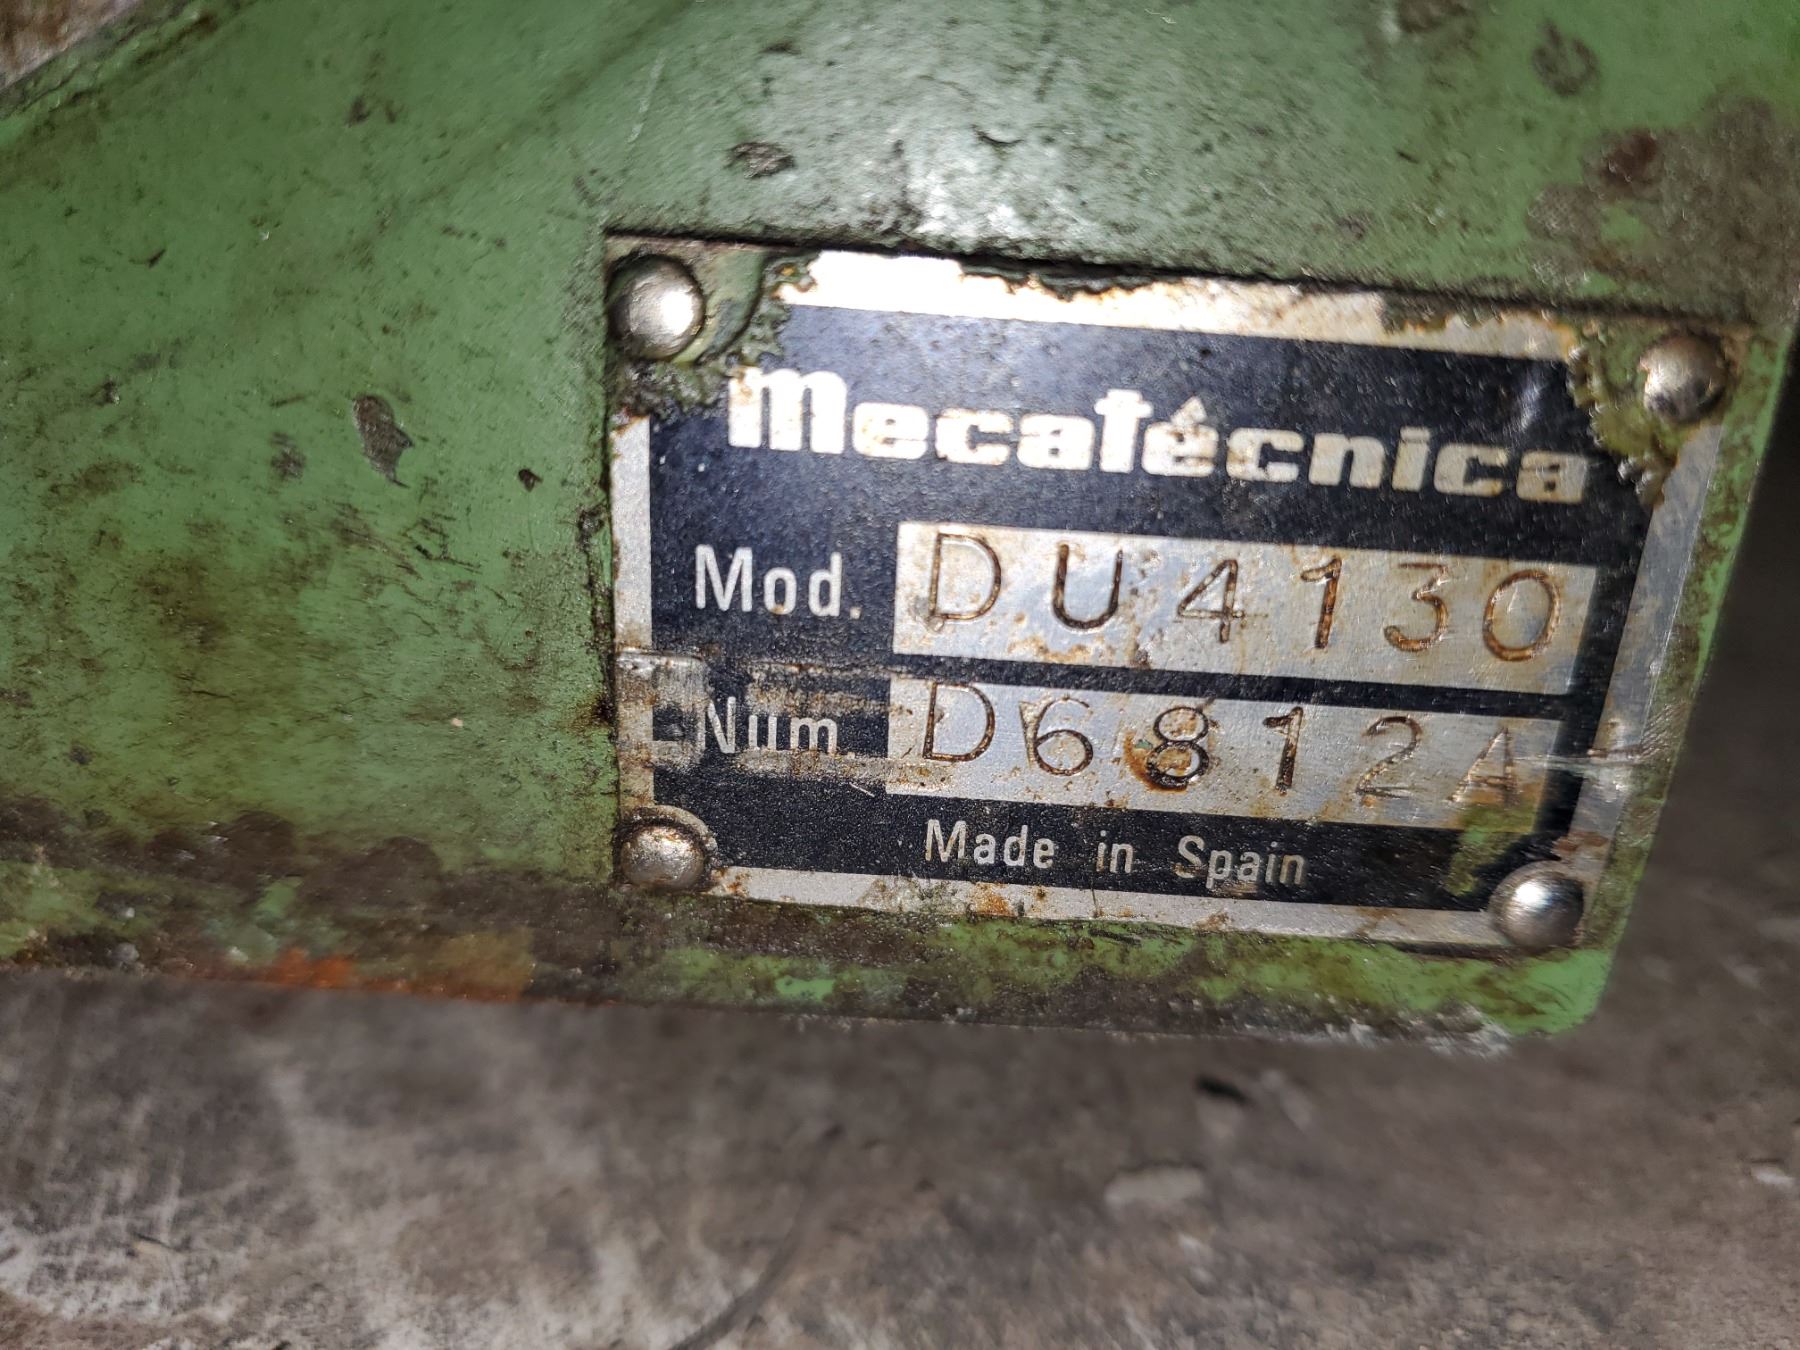 Mecatécnica
Mod. DU4130
Num. D6812A
Made in Spain